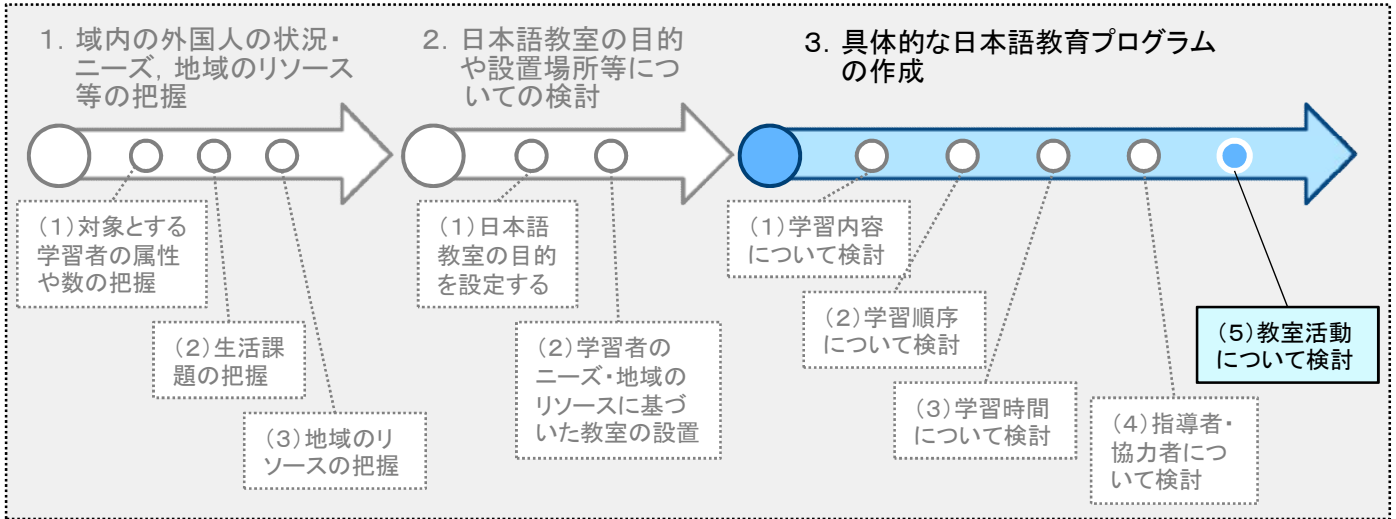 1．域内の外国人の状況・
ニーズ，地域のリソース
等の把握
2．日本語教室の目的
や設置場所等につ
いての検討
3．具体的な日本語教育プログラム
の作成
（1）対象とする
学習者の属性
や数の把握
（2）生活課
題の把握
（3）地域のリ
ソースの把握
（1）日本語
教室の目的
を設定する
（2）学習者の
ニーズ・地域の
リソースに基づ
いた教室の設置
（1）学習内容
について検討
（2）学習順序
について検討
（3）学習時間
について検討
（4）指導者・
協力者につ
いて検討
（5）教室活動
について検討